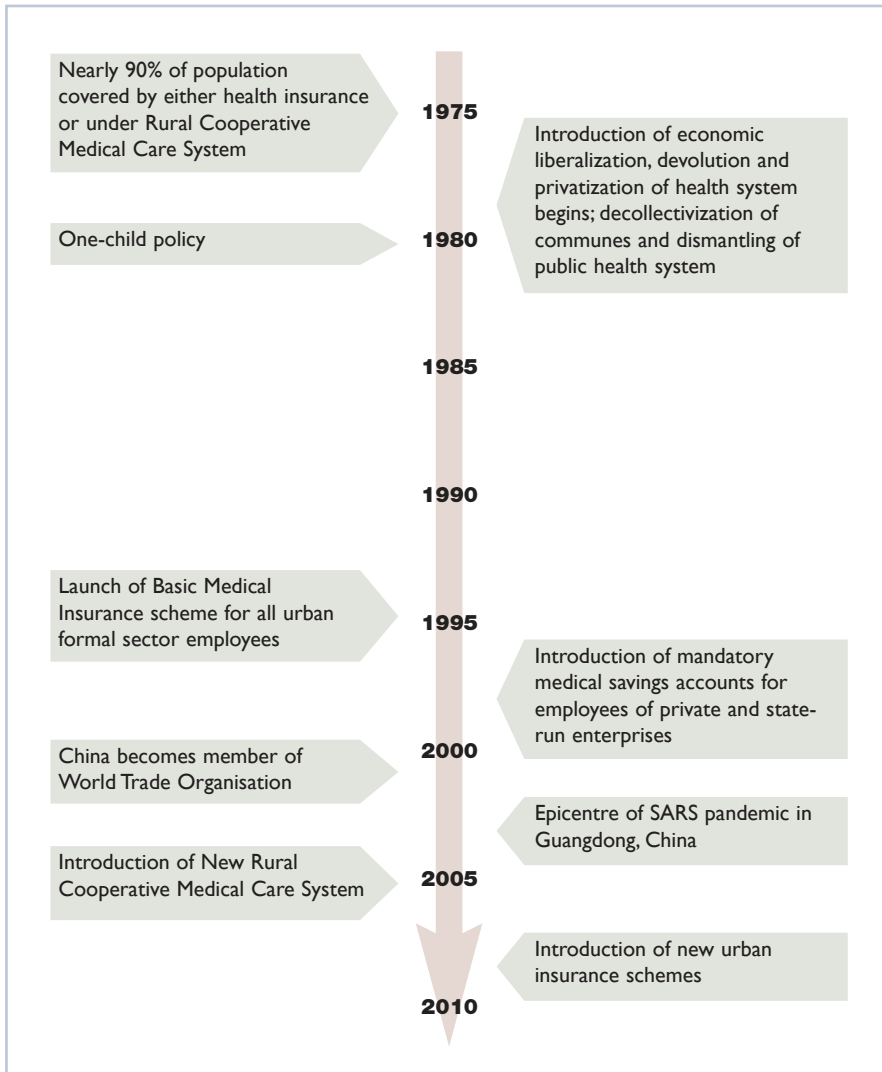 Nearly 90% of population
covered by either health insurance
or under Rural Cooperative
Medical Care System
1975
Introduction of economic
liberalization, devolution and
privatization of health system
begins; decollectivization of
communes and dismantling of
public health system
One-child policy
1980
1985
1990
Launch of Basic Medical
Insurance scheme for all urban
formal sector employees
1995
Introduction of mandatory
medical savings accounts for
employees of private and state-
run enterprises
China becomes member of
World Trade Organisation
2000
Epicentre of SARS pandemic in
Guangdong, China
Introduction of New Rural
Cooperative Medical Care System
2005
Introduction of new urban
insurance schemes
2010